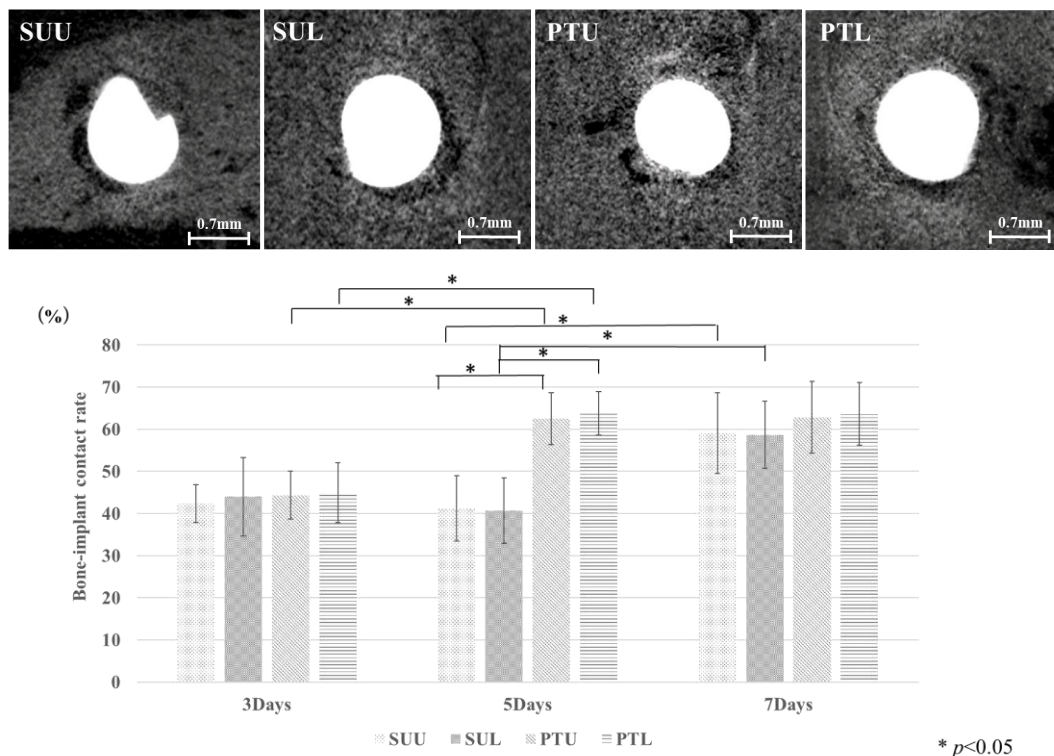 SUU SUL PTU PTL
0.7mm 0.7mm 0.7mm 0.7mm
(%)
*
*
*
*
*
*
80
70
60
50
40
30
20
10
0
Bone-implant contact rate
3Days 5Days 7Days
SUU SUL PTU PTL
* p<0.05